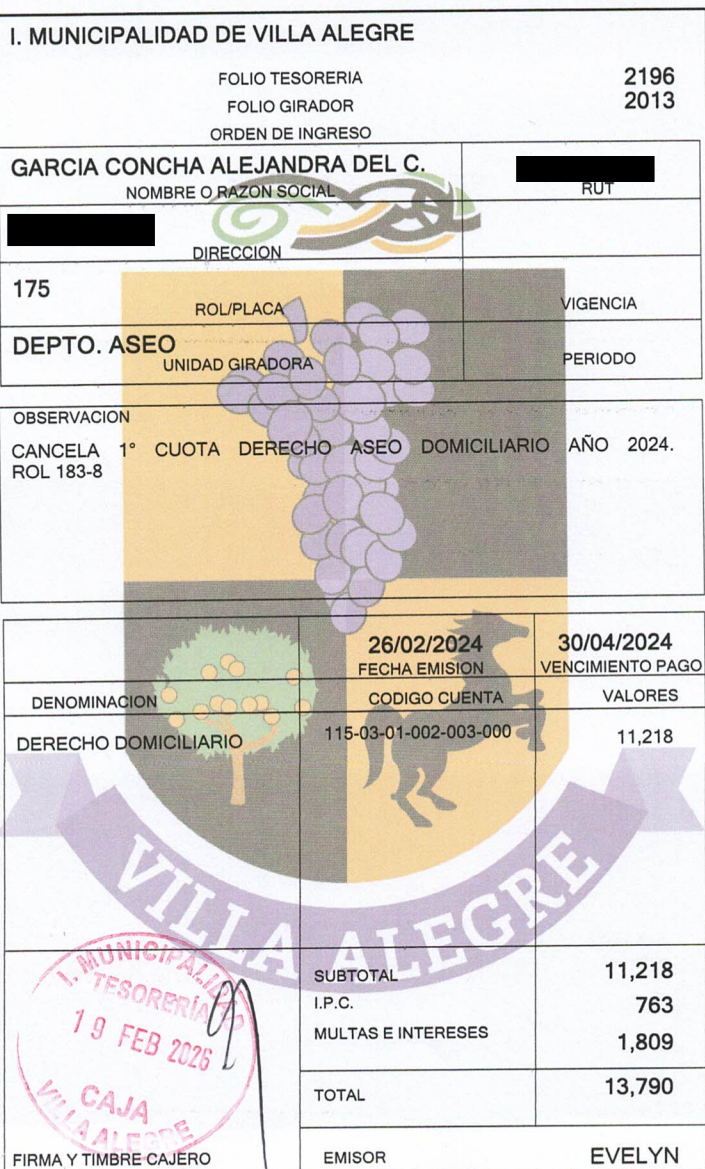 I. MUNICIPALIDAD DE VILLA ALEGRE
FOLIO TESORERIA 2196
FOLIO GIRADOR 2013
ORDEN DE INGRESO
GARCIA CONCHA ALEJANDRA DEL C.
NOMBRE O RAZON SOCIAL RUT
DIRECCION
175
ROL/PLACA VIGENCIA
DEPTO. ASEO
UNIDAD GIRADORA PERIODO
OBSERVACION
CANCELA 1° CUOTA DERECHO ASEO DOMICILIARIO AÑO 2024.
ROL 183-8
26/02/2024 30/04/2024
FECHA EMISION VENCIMIENTO PAGO
DENOMINACION CODIGO CUENTA VALORES
DERECHO DOMICILIARIO 115-03-01-002-003-000 11,218
VILLA ALEGRE
SUBTOTAL 11,218
I.P.C. 763
MULTAS E INTERESES 1,809
TOTAL 13,790
I. MUNICIPALIDAD
TESORERÍA
19 FEB 2026
CAJA
VILLA ALEGRE
FIRMA Y TIMBRE CAJERO EMISOR EVELYN